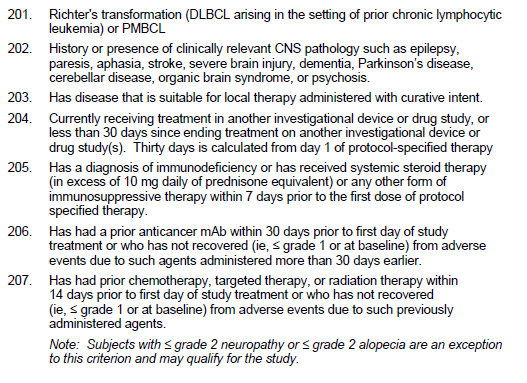 201. Richter's transformation (DLBCL arising in the setting of prior chronic lymphocytic
leukemia) or PMBCL
202. History or presence of clinically relevant CNS pathology such as epilepsy,
paresis, aphasia, stroke, severe brain injury, dementia, Parkinson's disease,
cerebellar disease, organic brain syndrome, or psychosis.
203. Has disease that is suitable for local therapy administered with curative intent.
204. Currently receiving treatment in another investigational device or drug study, or
less than 30 days since ending treatment on another investigational device or
drug study(s). Thirty days is calculated from day 1 of protocol-specified therapy
205. Has a diagnosis of immunodeficiency or has received systemic steroid therapy
(in excess of 10 mg daily of prednisone equivalent) or any other form of
immunosuppressive therapy within 7 days prior to the first dose of protocol
specified therapy.
206. Has had a prior anticancer mAb within 30 days prior to first day of study
treatment or who has not recovered (ie, ≤ grade 1 or at baseline) from adverse
events due to such agents administered more than 30 days earlier.
207. Has had prior chemotherapy, targeted therapy, or radiation therapy within
14 days prior to first day of study treatment or who has not recovered
(ie, ≤ grade 1 or at baseline) from adverse events due to such previously
administered agents.
Note: Subjects with ≤ grade 2 neuropathy or ≤ grade 2 alopecia are an exception
to this criterion and may qualify for the study.